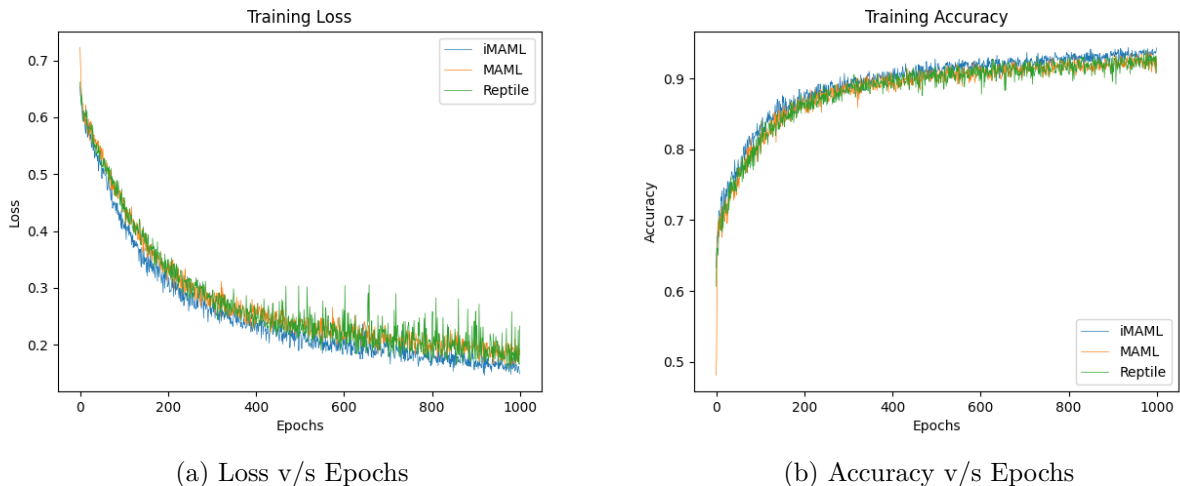 Training Loss
0.7
0.6
0.5
0.4
0.3
0.2
Loss
0
200
400
600
800
1000
Epochs
iMAML
MAML
Reptile
(a) Loss v/s Epochs
Training Accuracy
0.9
0.8
0.7
0.6
0.5
Accuracy
0
200
400
600
800
1000
Epochs
iMAML
MAML
Reptile
(b) Accuracy v/s Epochs